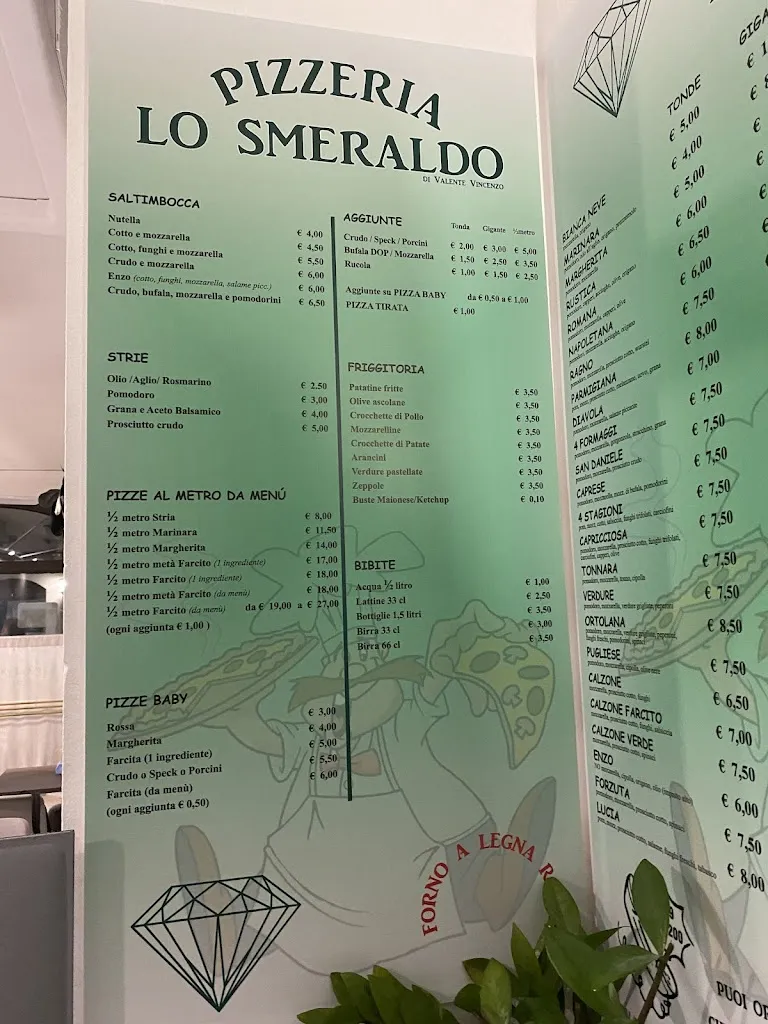 PIZZERIA
LO SMERALDO
DI VALENTE VINCENZO
SALTIMBOCCA
Nutella € 4,00
Cotto e mozzarella € 4,50
Cotto, funghi e mozzarella € 5,50
Crudo e mozzarella € 6,00
Enzo (cotto, funghi, mozzarella, salame picc.) € 6,00
Crudo, bufala, mozzarella e pomodorini € 6,50
STRIE
Olio /Aglio/ Rosmarino € 2,50
Pomodoro € 3,00
Grana e Aceto Balsamico € 4,00
Prosciutto crudo € 5,00
PIZZE AL METRO DA MENÚ
½ metro Stria € 8,00
½ metro Marinara € 11,50
½ metro Margherita € 14,00
½ metro metà Farcito (1 ingrediente) € 17,00
½ metro Farcito (1 ingrediente) € 18,00
½ metro metà Farcito (da menù) € 18,00
½ metro Farcito (da menù) da € 19,00 a € 27,00
(ogni aggiunta € 1,00 )
PIZZE BABY
Rossa € 3,00
Margherita € 4,00
Farcita (1 ingrediente) € 5,00
Crudo o Speck o Porcini € 5,50
Farcita (da menù) € 6,00
(ogni aggiunta € 0,50)
AGGIUNTE Tonda Gigante ½metro
Crudo / Speck / Porcini € 2,00 € 3,00 € 5,00
Bufala DOP / Mozzarella € 1,50 € 2,50 € 3,50
Rucola € 1,00 € 1,50 € 2,50
Aggiunte su PIZZA BABY da € 0,50 a € 1,00
PIZZA TIRATA € 1,00
FRIGGITORIA
Patatine fritte € 3,50
Olive ascolane € 3,50
Crocchette di Pollo € 3,50
Mozzarelline € 3,50
Crocchette di Patate € 3,50
Arancini € 3,50
Verdure pastellate € 3,50
Zeppole € 3,50
Buste Maionese/Ketchup € 0,10
BIBITE
Acqua ½ litro € 1,00
Lattine 33 cl € 2,50
Bottiglie 1,5 litri € 3,50
Birra 33 cl € 3,00
Birra 66 cl € 3,50
FORNO A LEGNA R
TONDE GIGA
BIANCA NEVE € 5,00
MARINARA € 4,00
MARGHERITA € 5,00
RUSTICA € 6,00
ROMANA € 6,50
NAPOLETANA € 6,00
RAGNO € 7,50
PARMIGIANA € 8,00
DIAVOLA € 7,00
4 FORMAGGI € 7,50
SAN DANIELE € 7,50
CAPRESE € 7,50
4 STAGIONI € 7,50
CAPRICCIOSA € 7,50
TONNARA € 7,50
VERDURE € 7,50
ORTOLANA € 8,50
PUGLIESE € 7,50
CALZONE € 6,50
CALZONE FARCITO € 7,00
CALZONE VERDE € 7,50
ENZO € 6,00
FORZUTA € 7,50
LUCIA € 8,00
PUOI OR